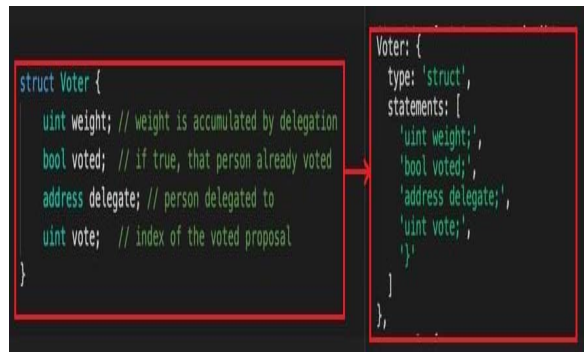 struct Voter {
uint weight; // weight is accumulated by delegation
bool voted; // if true, that person already voted
address delegate; // person delegated to
uint vote; // index of the voted proposal
}
Voter: {
type: 'struct',
statements: [
'uint weight;',
'bool voted;',
'address delegate;',
'uint vote;',
'}'
]
},